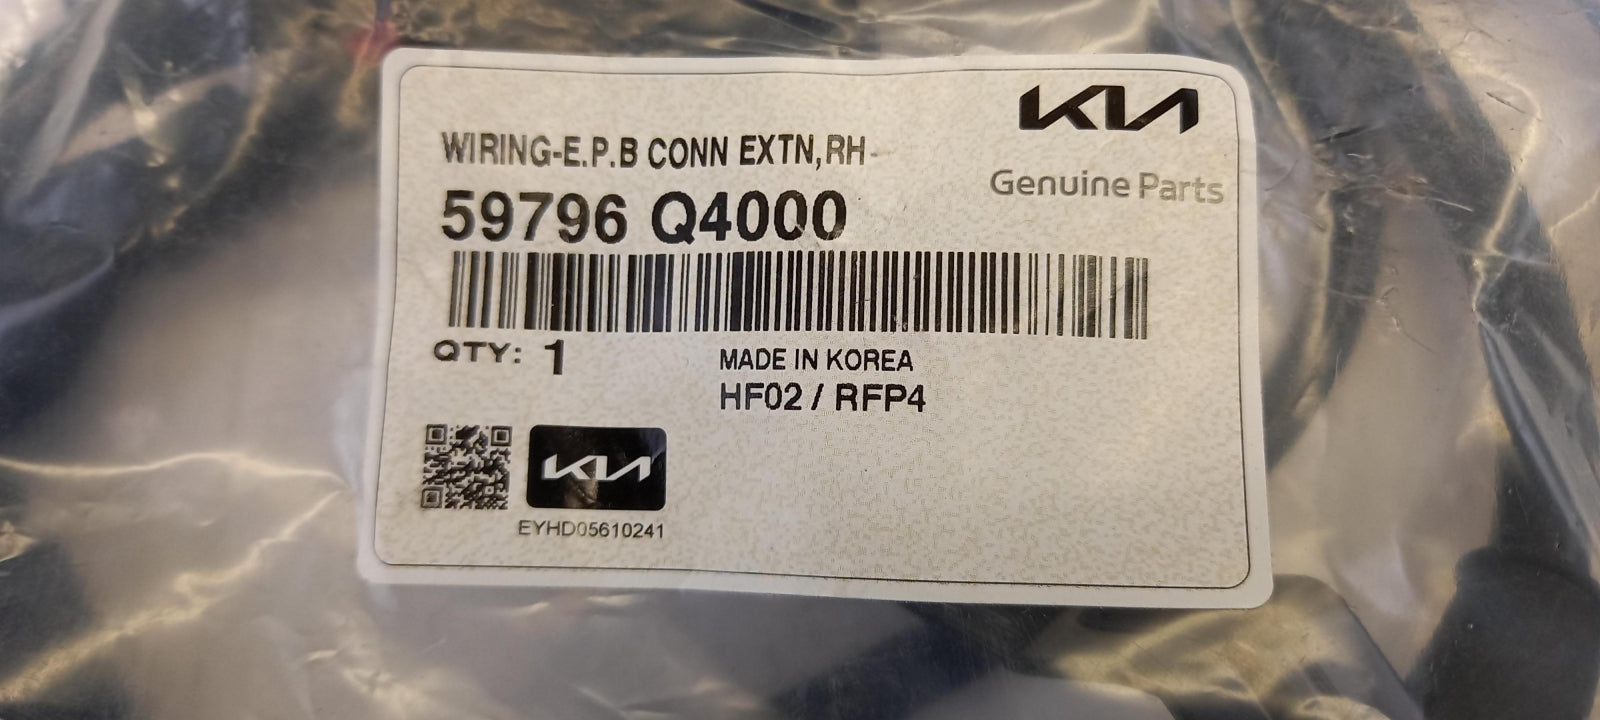 KIA
WIRING-E.P.B CONN EXTN,RH
Genuine Parts
59796 Q4000
QTY: 1
MADE IN KOREA
HF02 / RFP4
KIA
EYHD05610241